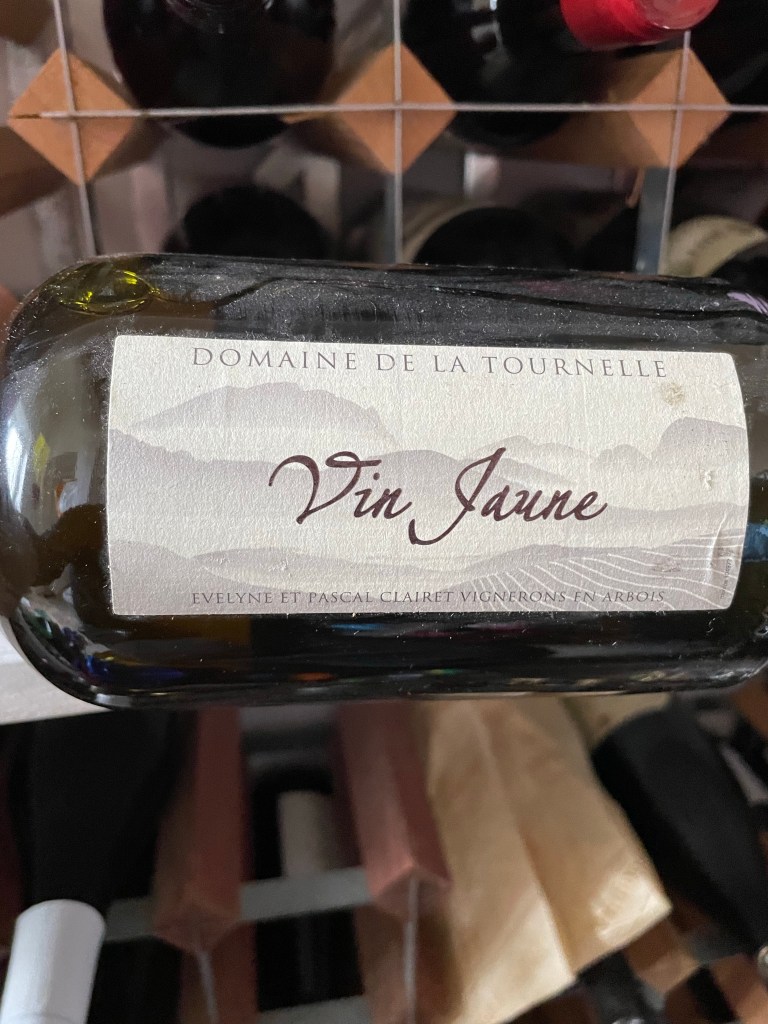 DOMAINE DE LA TOURNELLE
Vin Jaune
EVELYNE ET PASCAL CLAIRET VIGNERONS EN ARBOIS